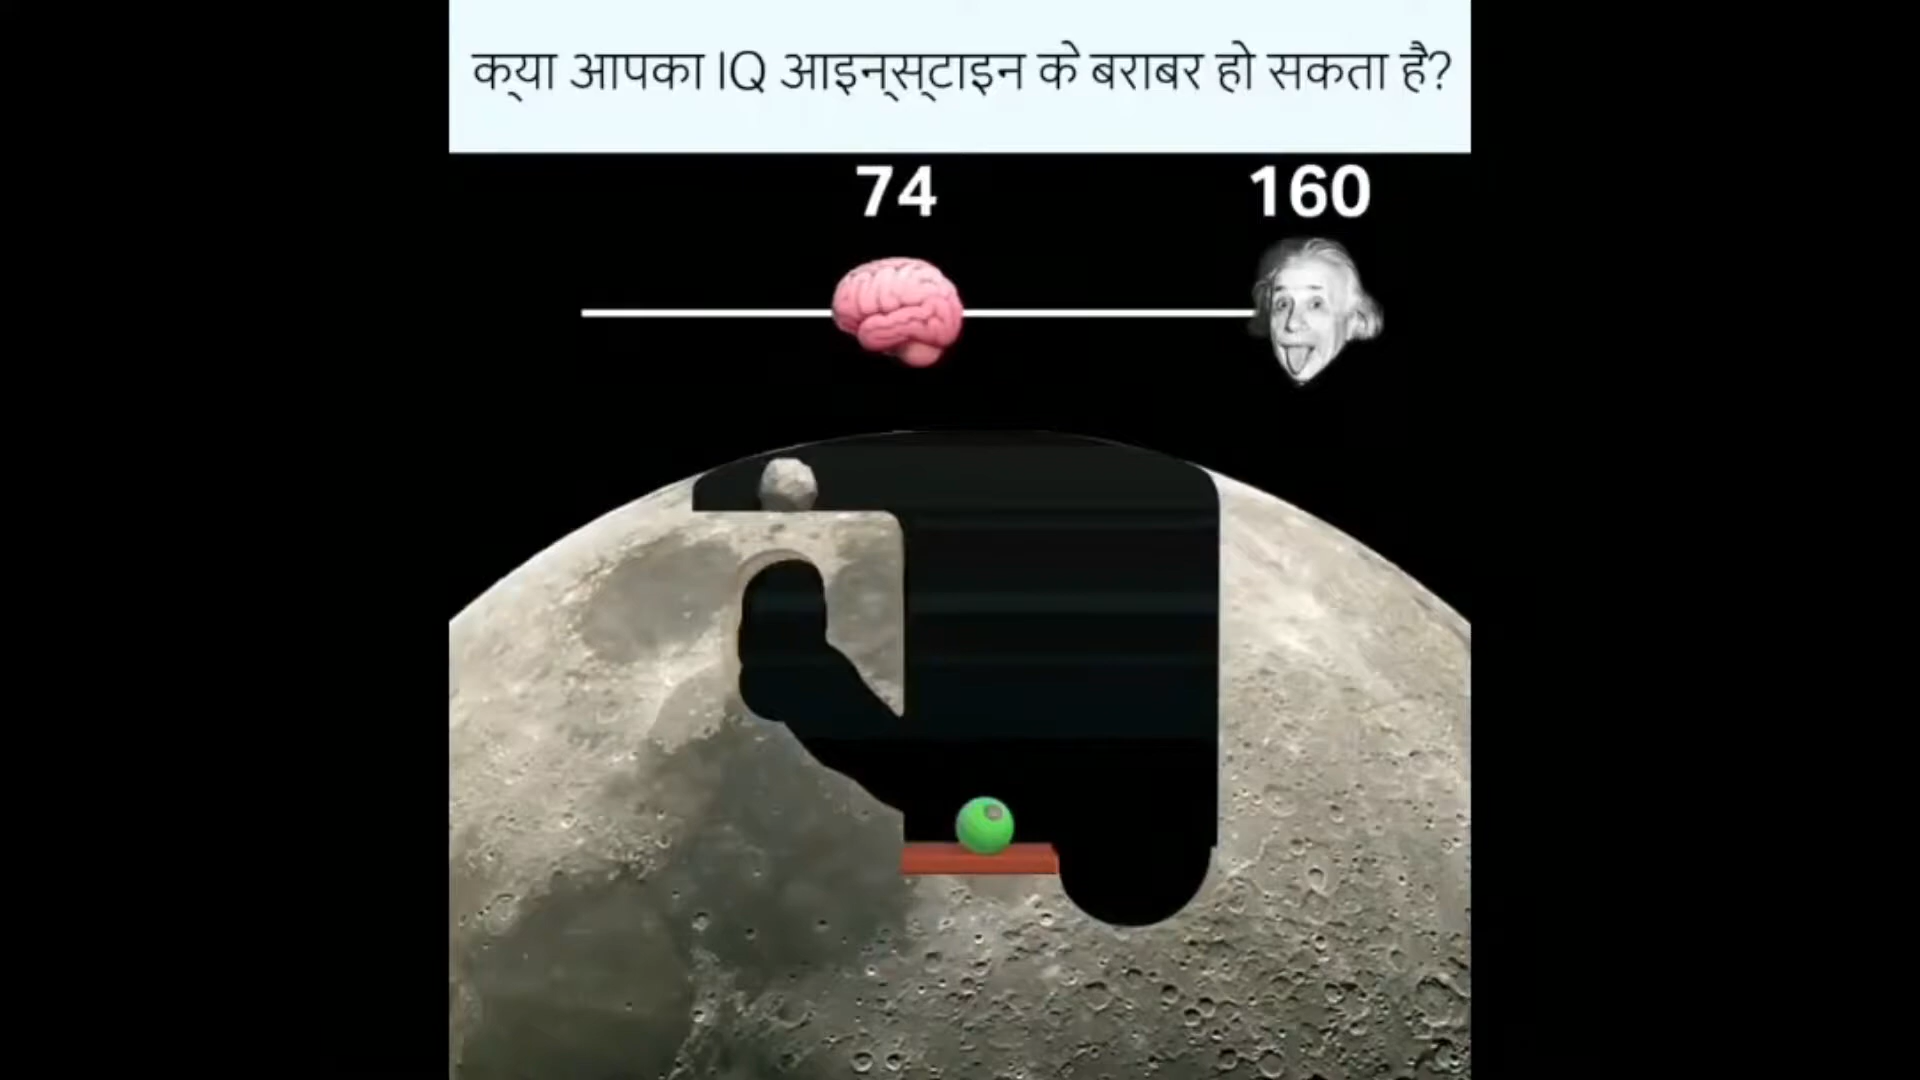 क्या आपका IQ आइन्स्टाइन के बराबर हो सकता है?
74 160